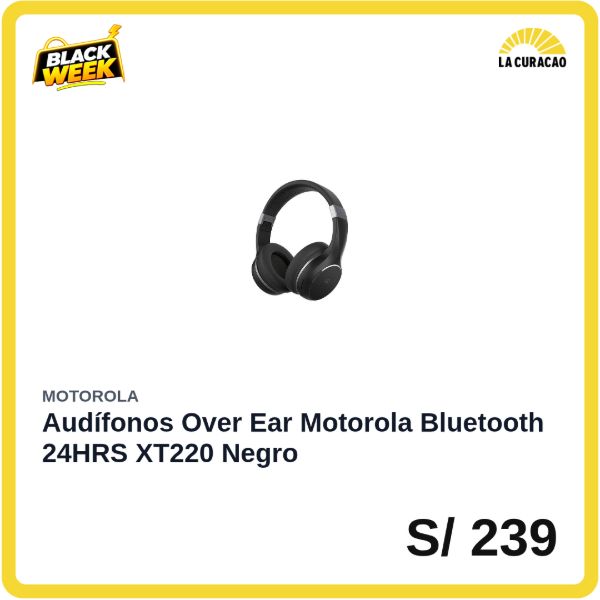 BLACK
WEEK
LA CURACAO
MOTOROLA
Audífonos Over Ear Motorola Bluetooth
24HRS XT220 Negro
S/ 239